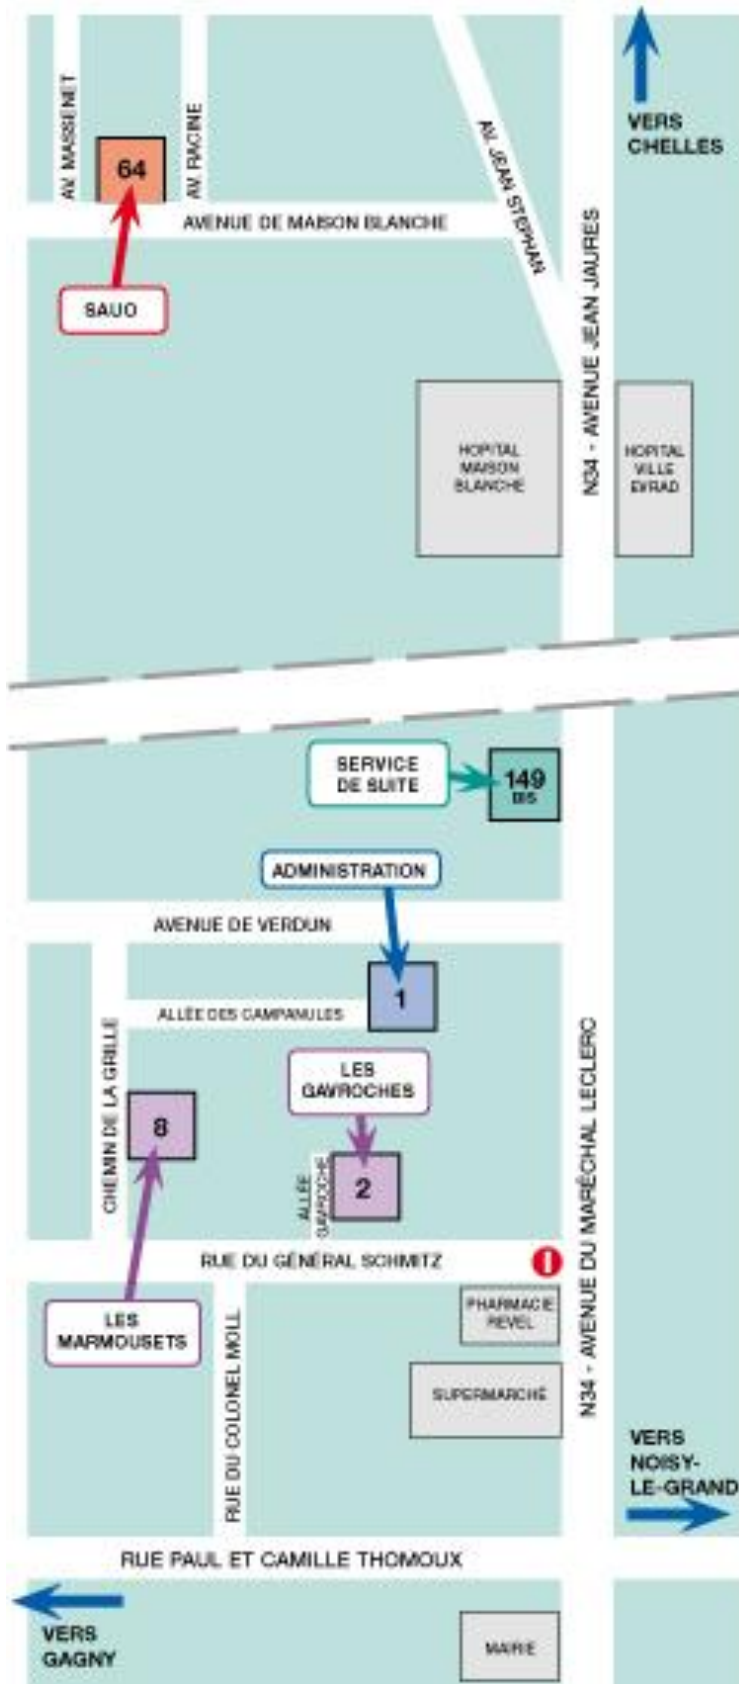 AV. MASSENET
64
AV. RACINE
AV. JEAN STEPHAN
VERS
CHELLES
AVENUE DE MAISON BLANCHE
SAUO
N34 - AVENUE JEAN JAURES
HOPITAL
MAISON
BLANCHE
HOPITAL
VILLE
EVRAD
SERVICE
DE SUITE
149
BIS
ADMINISTRATION
AVENUE DE VERDUN
1
ALLÉE DES CAMPANULES
CHEMIN DE LA GRILLE
LES
GAVROCHES
8
2
ALLÉE
GAVROCHE
N34 - AVENUE DU MARÉCHAL LECLERC
RUE DU GÉNÉRAL SCHMITZ
LES
MARMOUSETS
RUE DU COLONEL MOLL
PHARMACIE
REVEL
SUPERMARCHÉ
VERS
NOISY-
LE-GRAND
RUE PAUL ET CAMILLE THOMOUX
VERS
GAGNY
MAIRIE